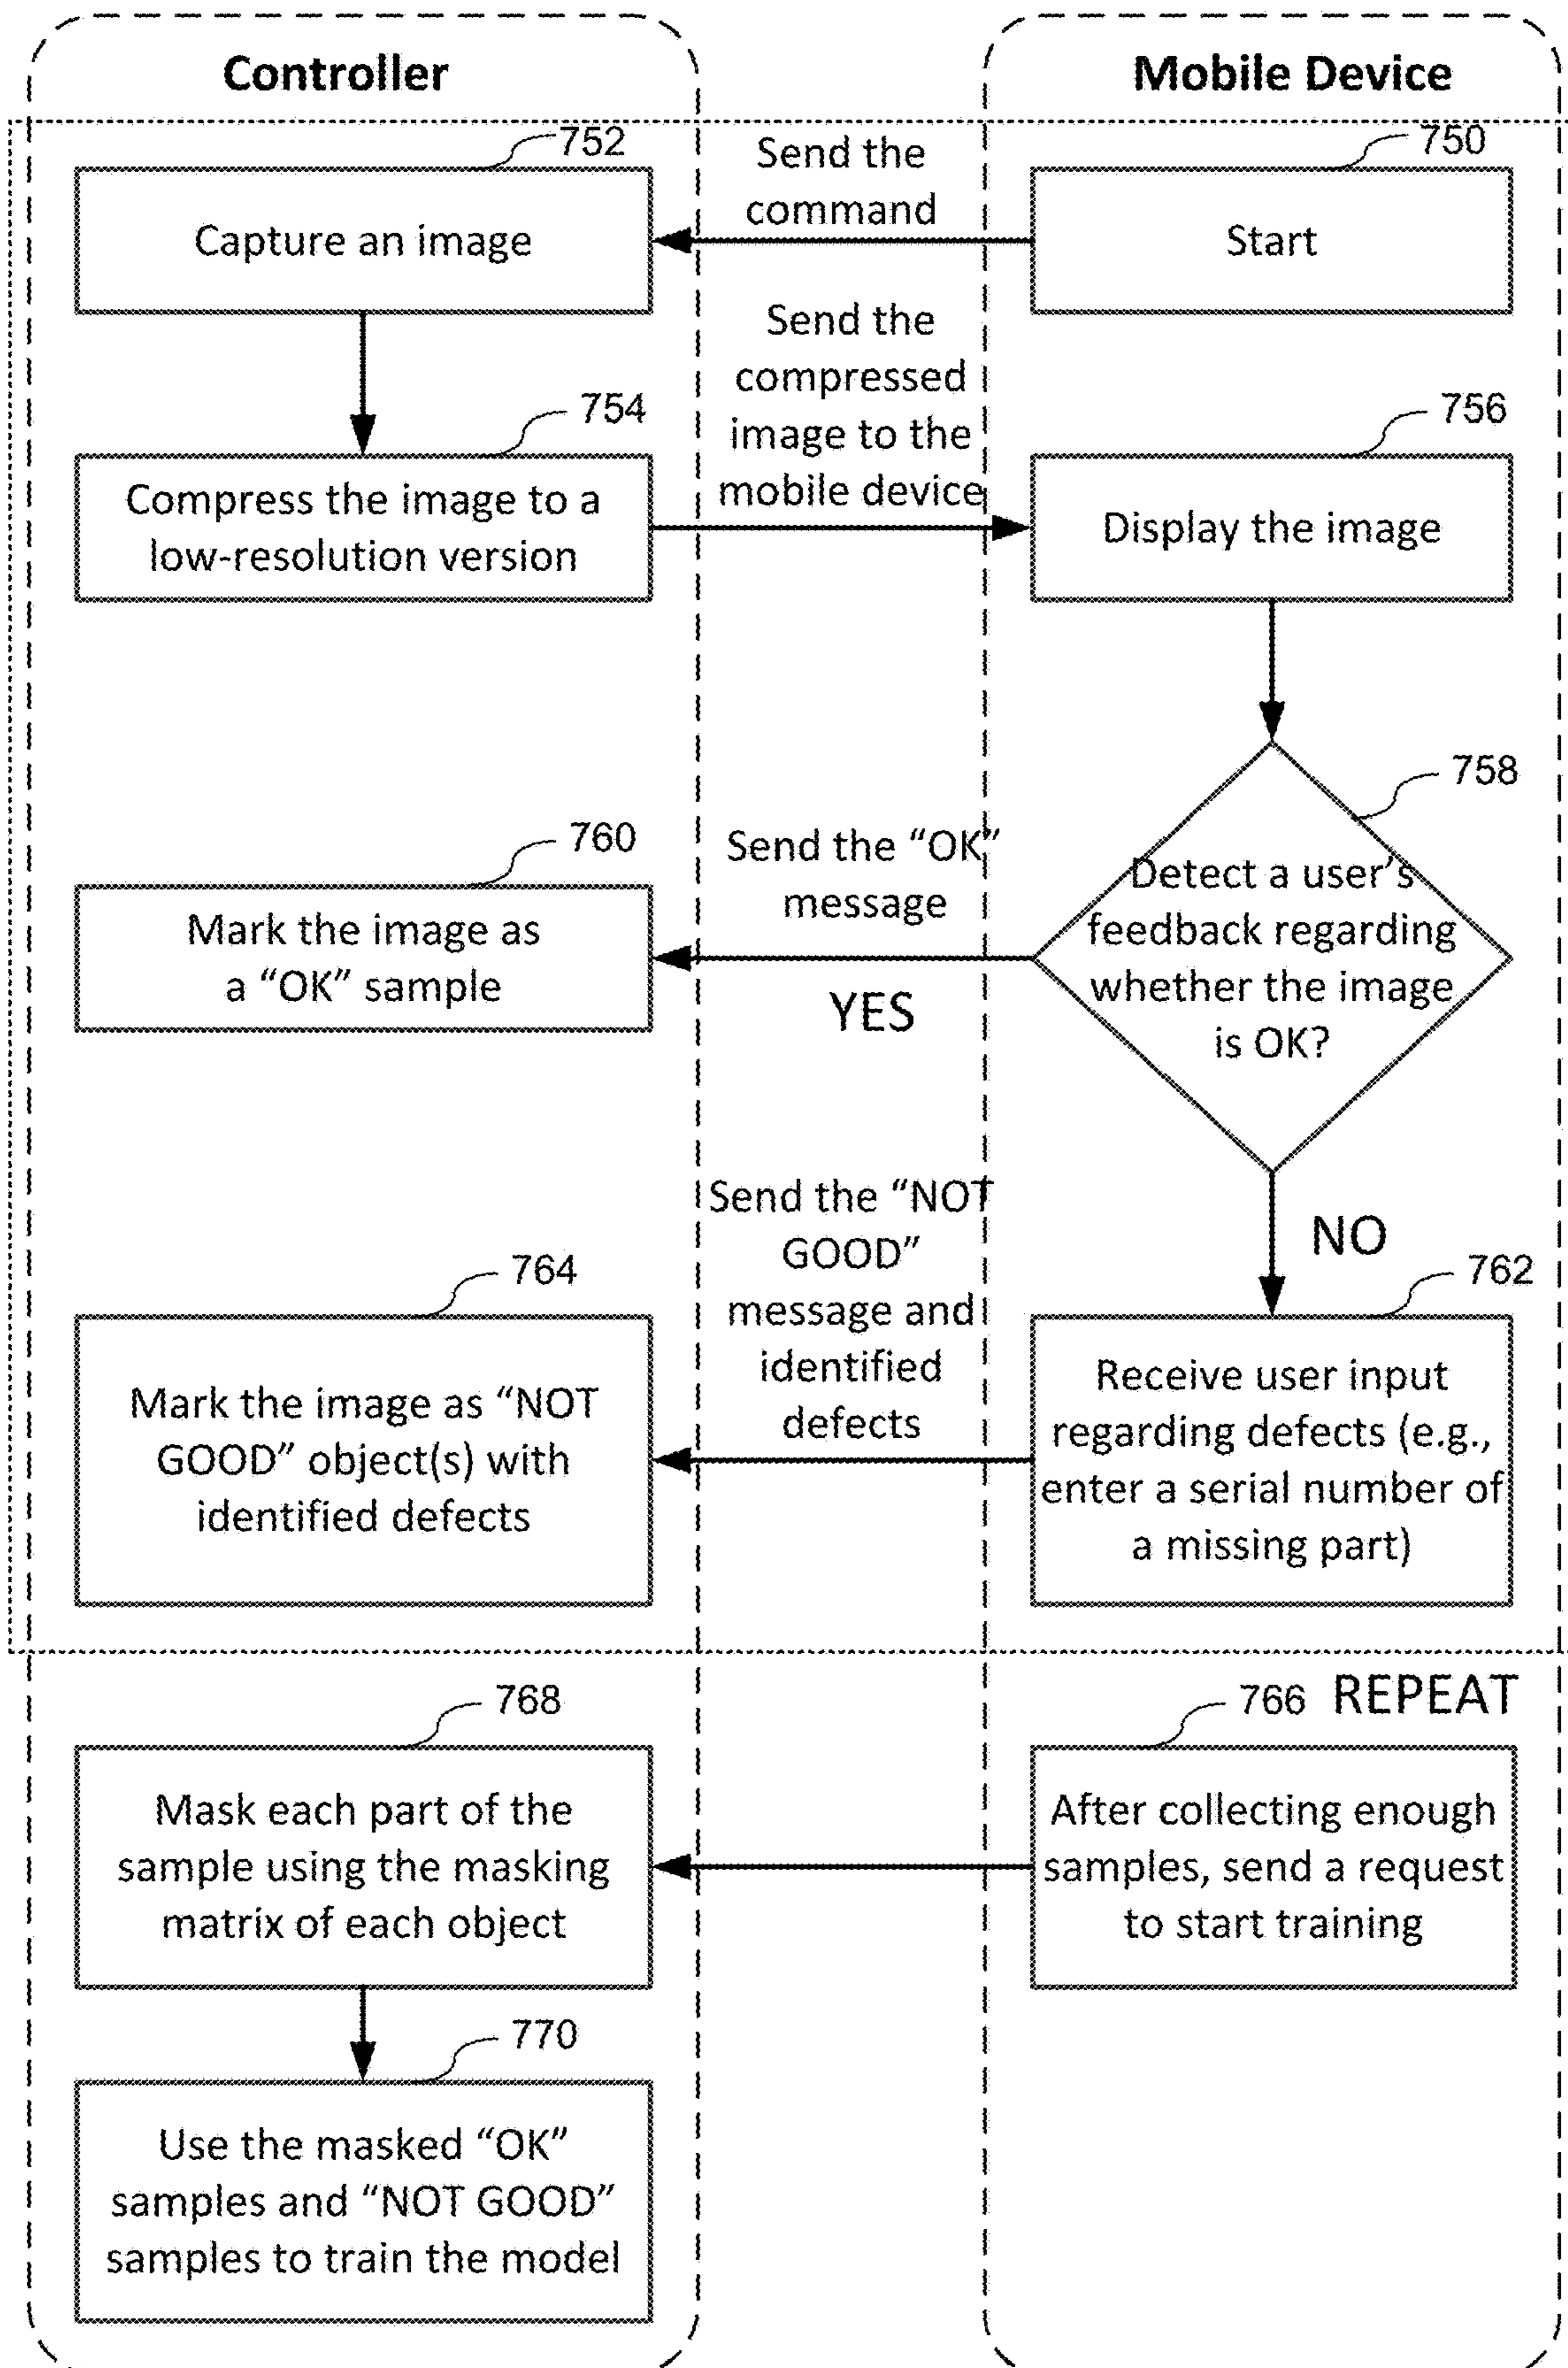 Controller
Mobile Device
752
Send the
command
750
Capture an image
Start
Send the
compressed
image to the
mobile device
754
756
Compress the image to a
low-resolution version
Display the image
758
Detect a user's
feedback regarding
whether the image
is OK?
Send the “OK”
message
YES
760
Mark the image as
a “OK” sample
NO
762
Receive user input
regarding defects (e.g.,
enter a serial number of
a missing part)
Send the “NOT
GOOD”
message and
identified
defects
764
Mark the image as “NOT
GOOD” object(s) with
identified defects
766 REPEAT
After collecting enough
samples, send a request
to start training
768
Mask each part of the
sample using the masking
matrix of each object
770
Use the masked “OK”
samples and “NOT GOOD”
samples to train the model